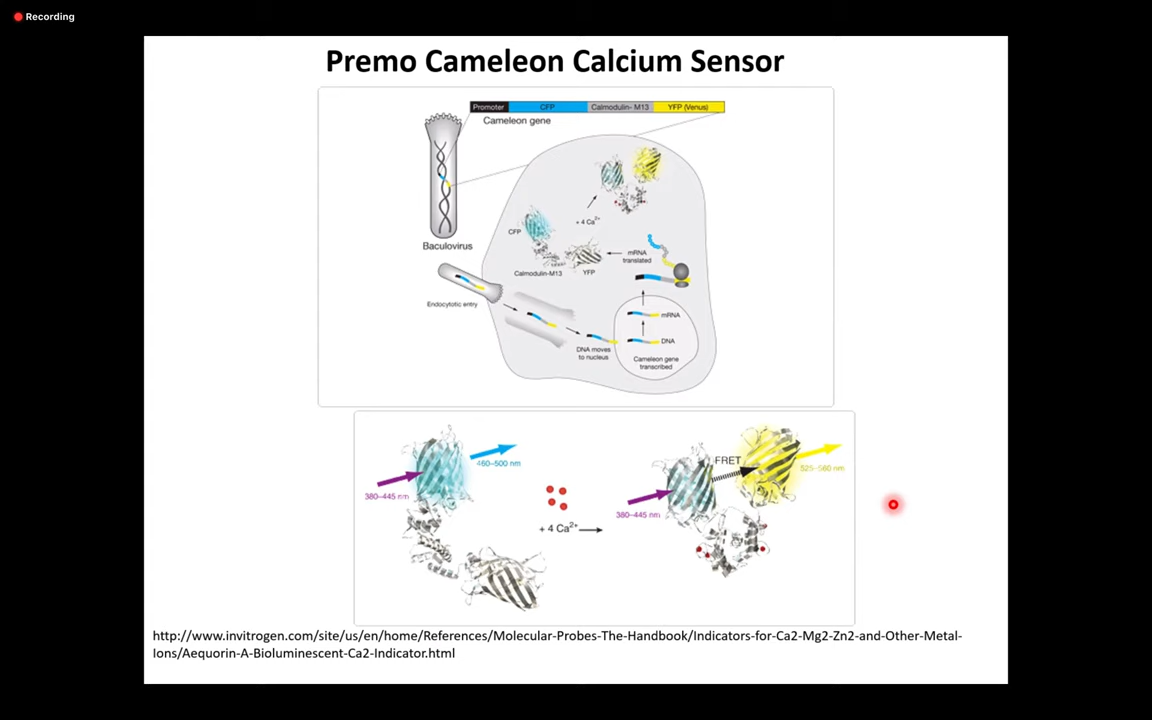 Recording
Premo Cameleon Calcium Sensor
Promoter CFP Calmodulin- M13 YFP (Venus)
Cameleon gene
+ 4 Ca²⁺
CFP
Baculovirus
mRNA
translated
Calmodulin-M13
YFP
Endocytotic entry
mRNA
DNA
DNA moves
to nucleus
Cameleon gene
transcribed
460–500 nm
380–445 nm
+ 4 Ca²⁺
FRET
525–560 nm
380–445 nm
http://www.invitrogen.com/site/us/en/home/References/Molecular-Probes-The-Handbook/Indicators-for-Ca2-Mg2-Zn2-and-Other-Metal-
Ions/Aequorin-A-Bioluminescent-Ca2-Indicator.html